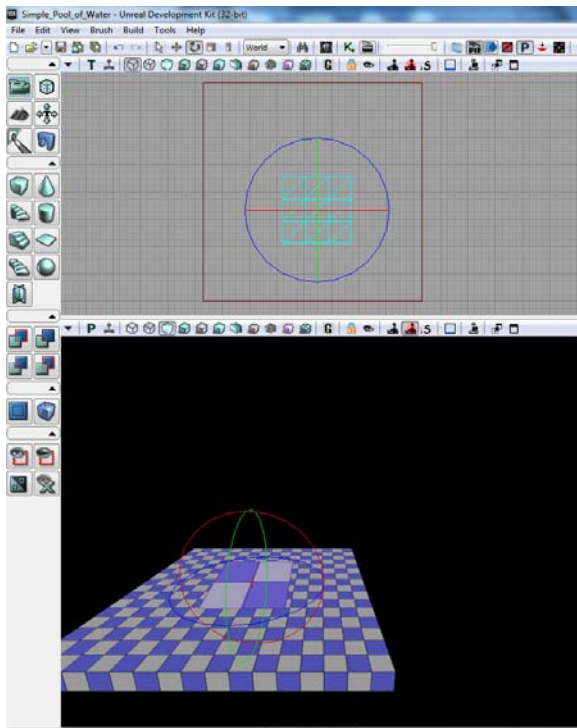 Simple_Pool_of_Water - Unreal Development Kit (32-bit)
File Edit View Brush Build Tools Help
World
T G .S
P G .S